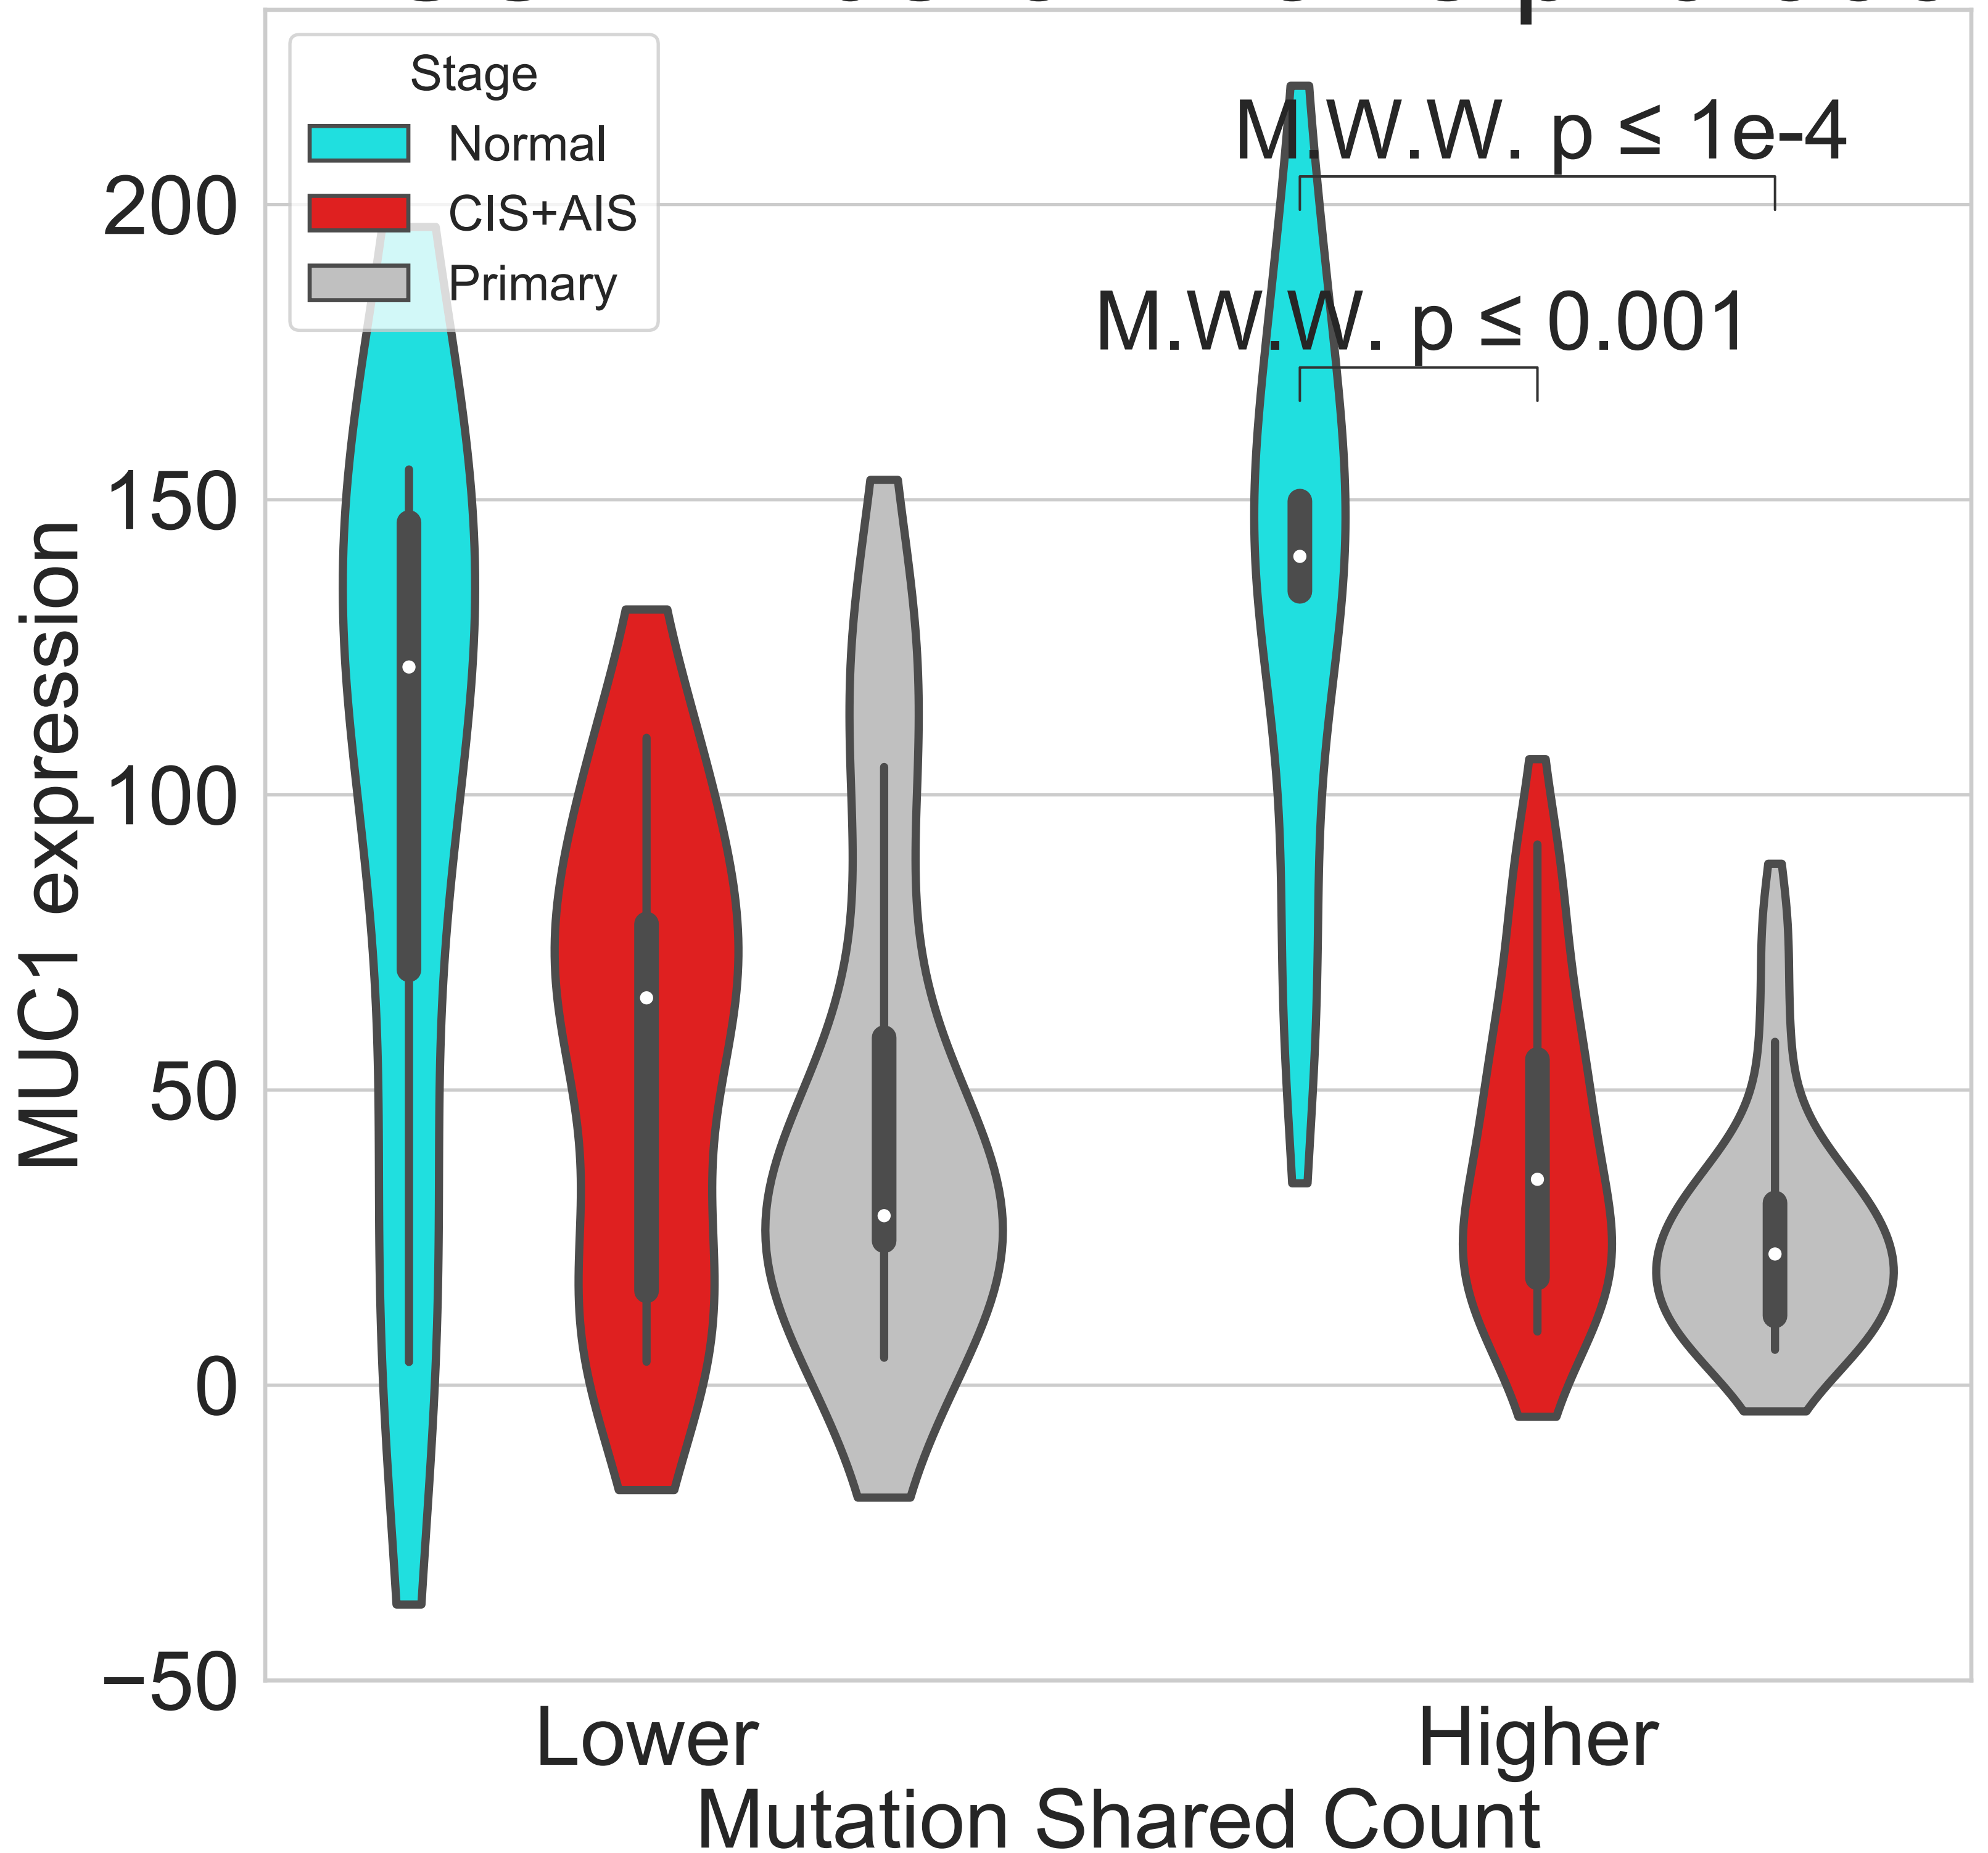 Stage
Normal
CIS+AIS
Primary
M.W.W. p ≤ 1e-4
M.W.W. p ≤ 0.001
200
150
100
50
0
−50
MUC1 expression
Lower
Higher
Mutation Shared Count